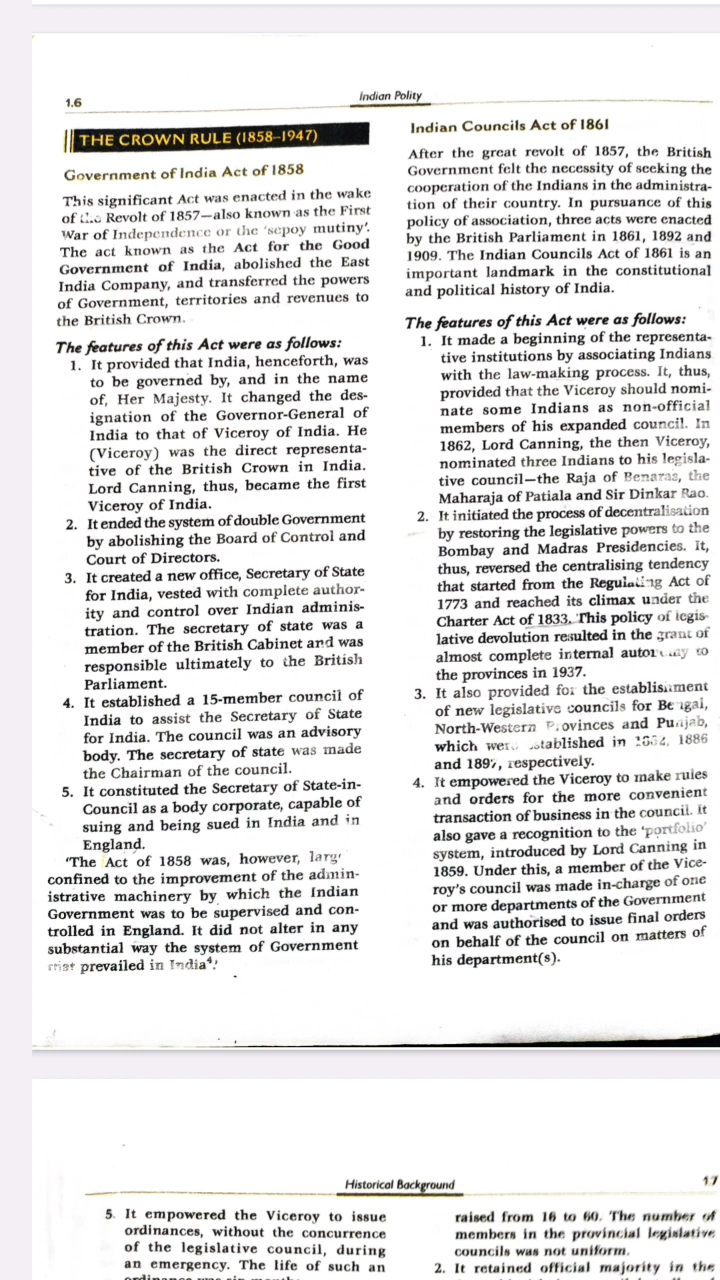 1.6
Indian Polity
THE CROWN RULE (1858–1947)
Government of India Act of 1858
This significant Act was enacted in the wake
of the Revolt of 1857—also known as the First
War of Independence or the 'sepoy mutiny'.
The act known as the Act for the Good
Government of India, abolished the East
India Company, and transferred the powers
of Government, territories and revenues to
the British Crown.
The features of this Act were as follows:
1. It provided that India, henceforth, was
to be governed by, and in the name
of, Her Majesty. It changed the des-
ignation of the Governor-General of
India to that of Viceroy of India. He
(Viceroy) was the direct representa-
tive of the British Crown in India.
Lord Canning, thus, became the first
Viceroy of India.
2. It ended the system of double Government
by abolishing the Board of Control and
Court of Directors.
3. It created a new office, Secretary of State
for India, vested with complete author-
ity and control over Indian adminis-
tration. The secretary of state was a
member of the British Cabinet and was
responsible ultimately to the British
Parliament.
4. It established a 15-member council of
India to assist the Secretary of State
for India. The council was an advisory
body. The secretary of state was made
the Chairman of the council.
5. It constituted the Secretary of State-in-
Council as a body corporate, capable of
suing and being sued in India and in
England.
'The Act of 1858 was, however,
confined to the improvement of the admin-
istrative machinery by which the Indian
Government was to be supervised and con-
trolled in England. It did not alter in any
substantial way the system of Government
that prevailed in India⁴.'
Indian Councils Act of 1861
After the great revolt of 1857, the British
Government felt the necessity of seeking the
cooperation of the Indians in the administra-
tion of their country. In pursuance of this
policy of association, three acts were enacted
by the British Parliament in 1861, 1892 and
1909. The Indian Councils Act of 1861 is an
important landmark in the constitutional
and political history of India.
The features of this Act were as follows:
1. It made a beginning of the representa-
tive institutions by associating Indians
with the law-making process. It, thus,
provided that the Viceroy should nomi-
nate some Indians as non-official
members of his expanded council. In
1862, Lord Canning, the then Viceroy,
nominated three Indians to his legisla-
tive council—the Raja of Benaras, the
Maharaja of Patiala and Sir Dinkar Rao.
2. It initiated the process of decentralisation
by restoring the legislative powers to the
Bombay and Madras Presidencies. It,
thus, reversed the centralising tendency
that started from the Regulating Act of
1773 and reached its climax under the
Charter Act of 1833. This policy of legis-
lative devolution resulted in the grant of
almost complete internal autonomy to
the provinces in 1937.
3. It also provided for the establishment
of new legislative councils for Bengal,
North-Western Provinces and Punjab,
which were established in 1862, 1886
and 1897, respectively.
4. It empowered the Viceroy to make rules
and orders for the more convenient
transaction of business in the council. It
also gave a recognition to the 'portfolio'
system, introduced by Lord Canning in
1859. Under this, a member of the Vice-
roy's council was made in-charge of one
or more departments of the Government
and was authorised to issue final orders
on behalf of the council on matters of
his department(s).
Historical Background
1.7
5. It empowered the Viceroy to issue
ordinances, without the concurrence
of the legislative council, during
an emergency. The life of such an
raised from 16 to 60. The number of
members in the provincial legislative
councils was not uniform.
2. It retained official majority in the